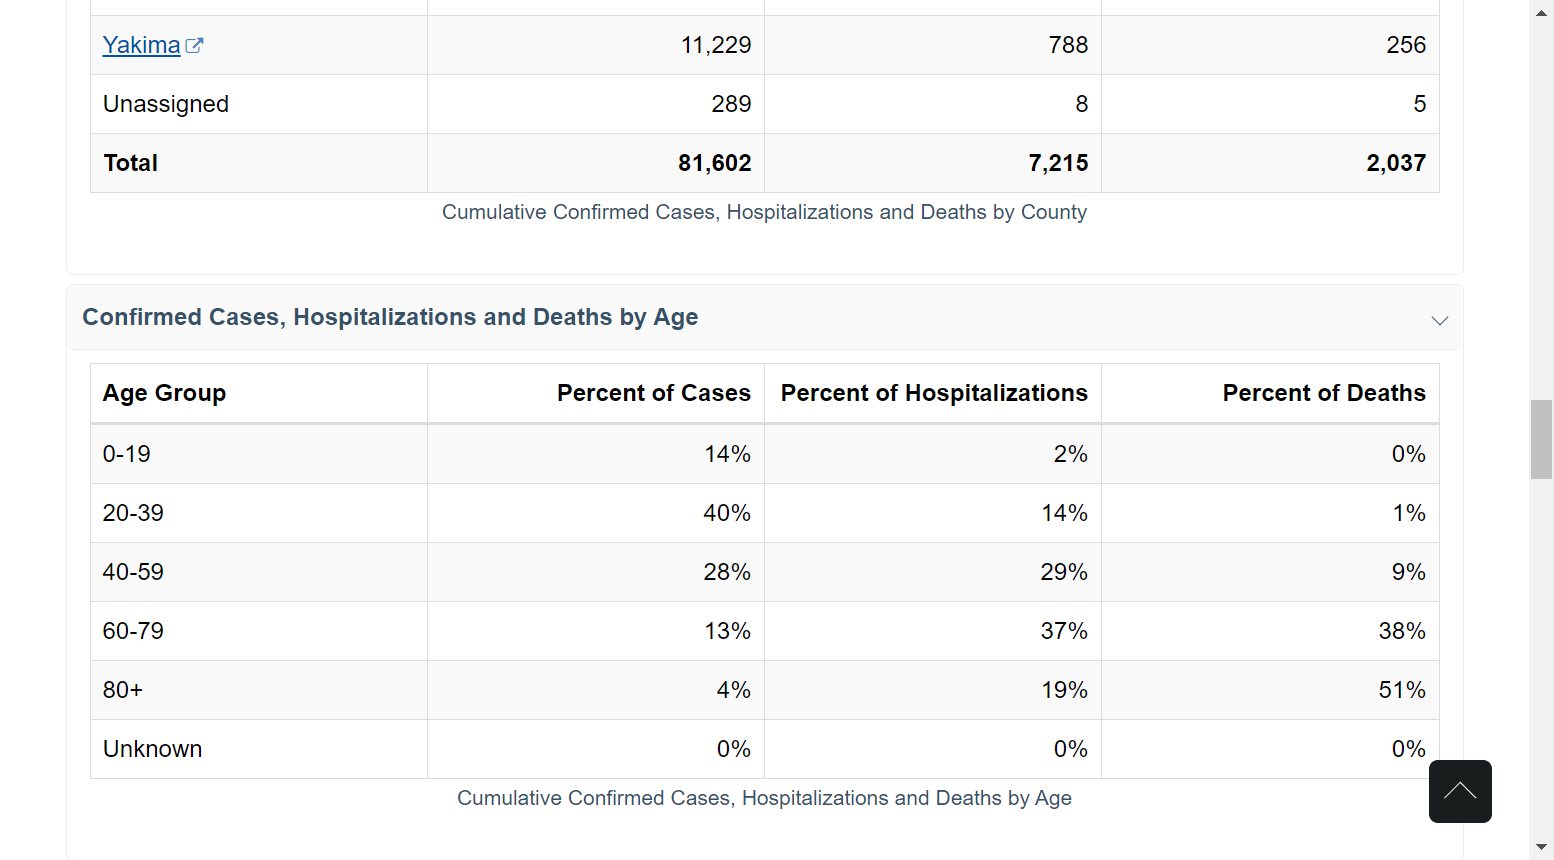 Yakima 11,229 788 256
Unassigned 289 8 5
Total 81,602 7,215 2,037
Cumulative Confirmed Cases, Hospitalizations and Deaths by County
Confirmed Cases, Hospitalizations and Deaths by Age
Age Group Percent of Cases Percent of Hospitalizations Percent of Deaths
0-19 14% 2% 0%
20-39 40% 14% 1%
40-59 28% 29% 9%
60-79 13% 37% 38%
80+ 4% 19% 51%
Unknown 0% 0% 0%
Cumulative Confirmed Cases, Hospitalizations and Deaths by Age